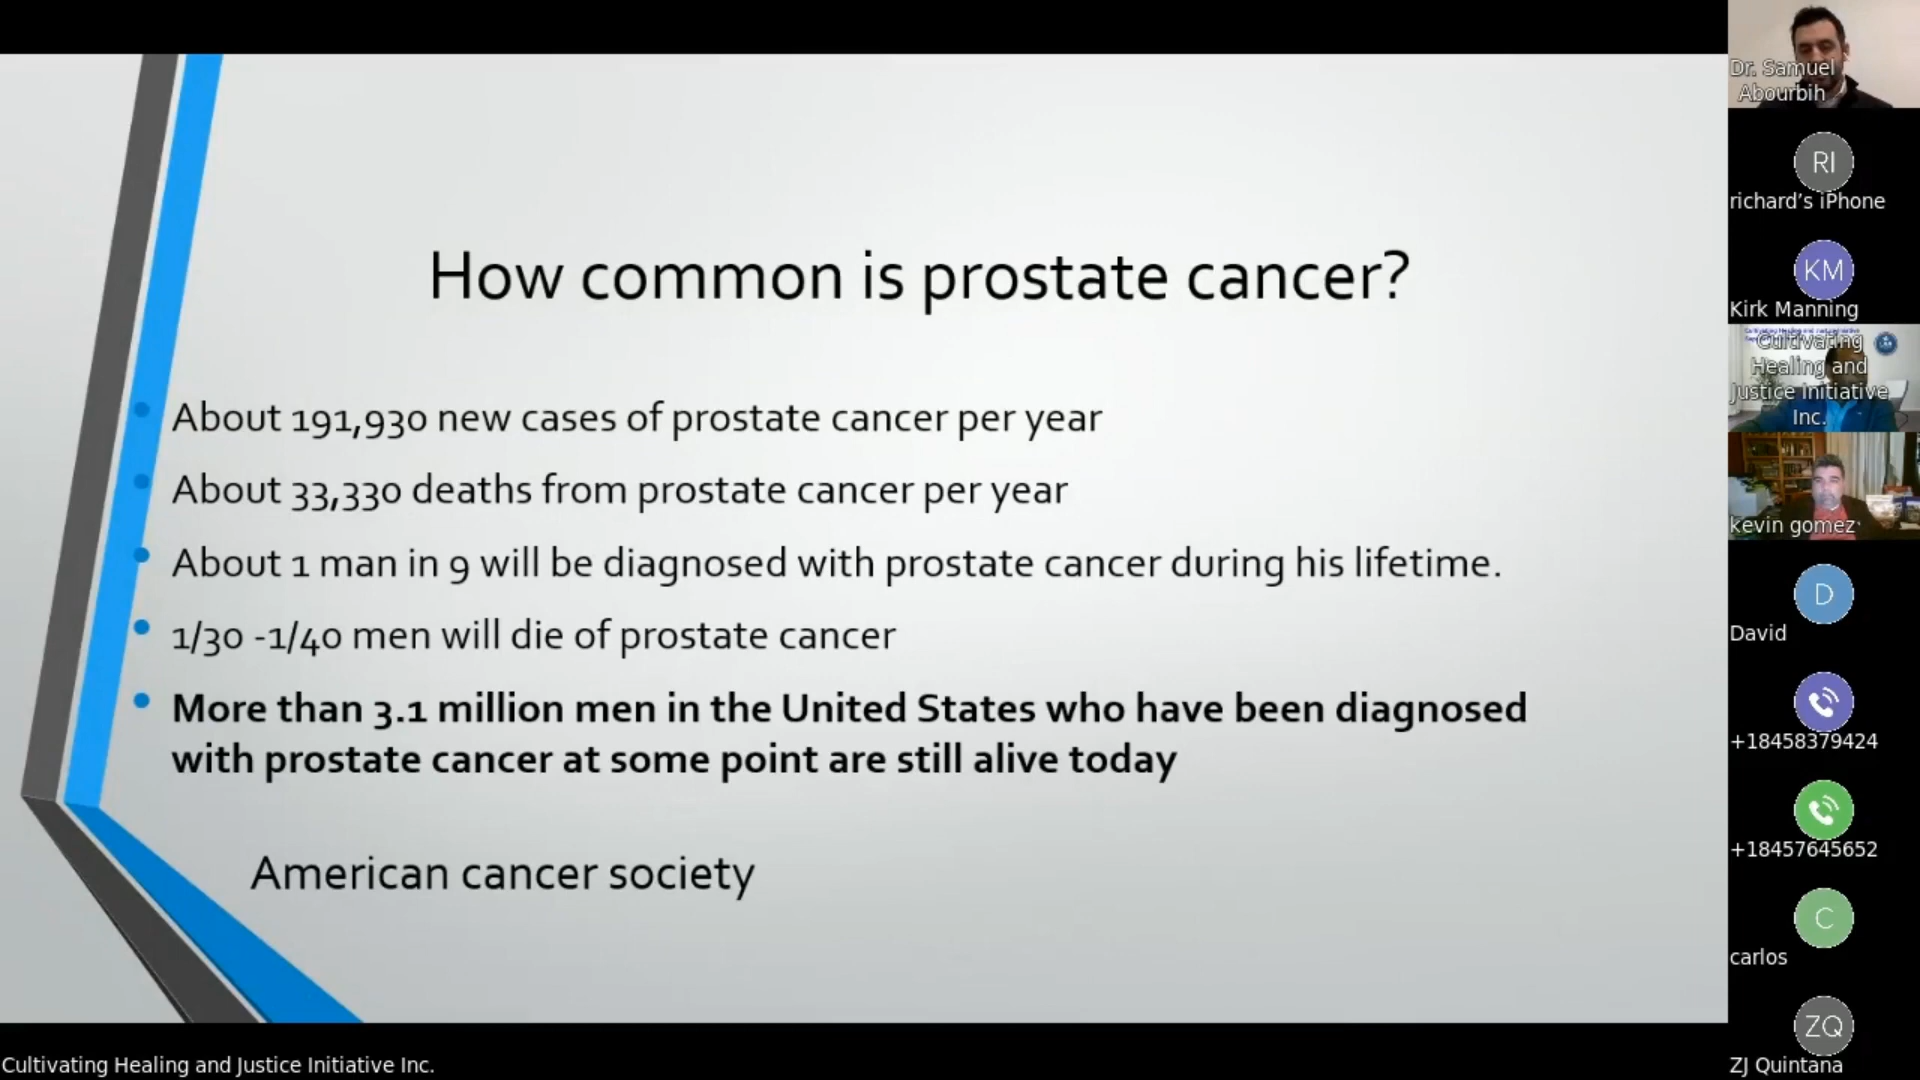 How common is prostate cancer?
About 191,930 new cases of prostate cancer per year
About 33,330 deaths from prostate cancer per year
About 1 man in 9 will be diagnosed with prostate cancer during his lifetime.
1/30 -1/40 men will die of prostate cancer
More than 3.1 million men in the United States who have been diagnosed
with prostate cancer at some point are still alive today
American cancer society
Dr. Samuel
Abourbih
RI
richard’s iPhone
KM
Kirk Manning
Cultivating
Healing and
Justice Initiative
Inc.
kevin gomez
D
David
+18458379424
+18457645652
C
carlos
ZQ
ZJ Quintana
Cultivating Healing and Justice Initiative Inc.